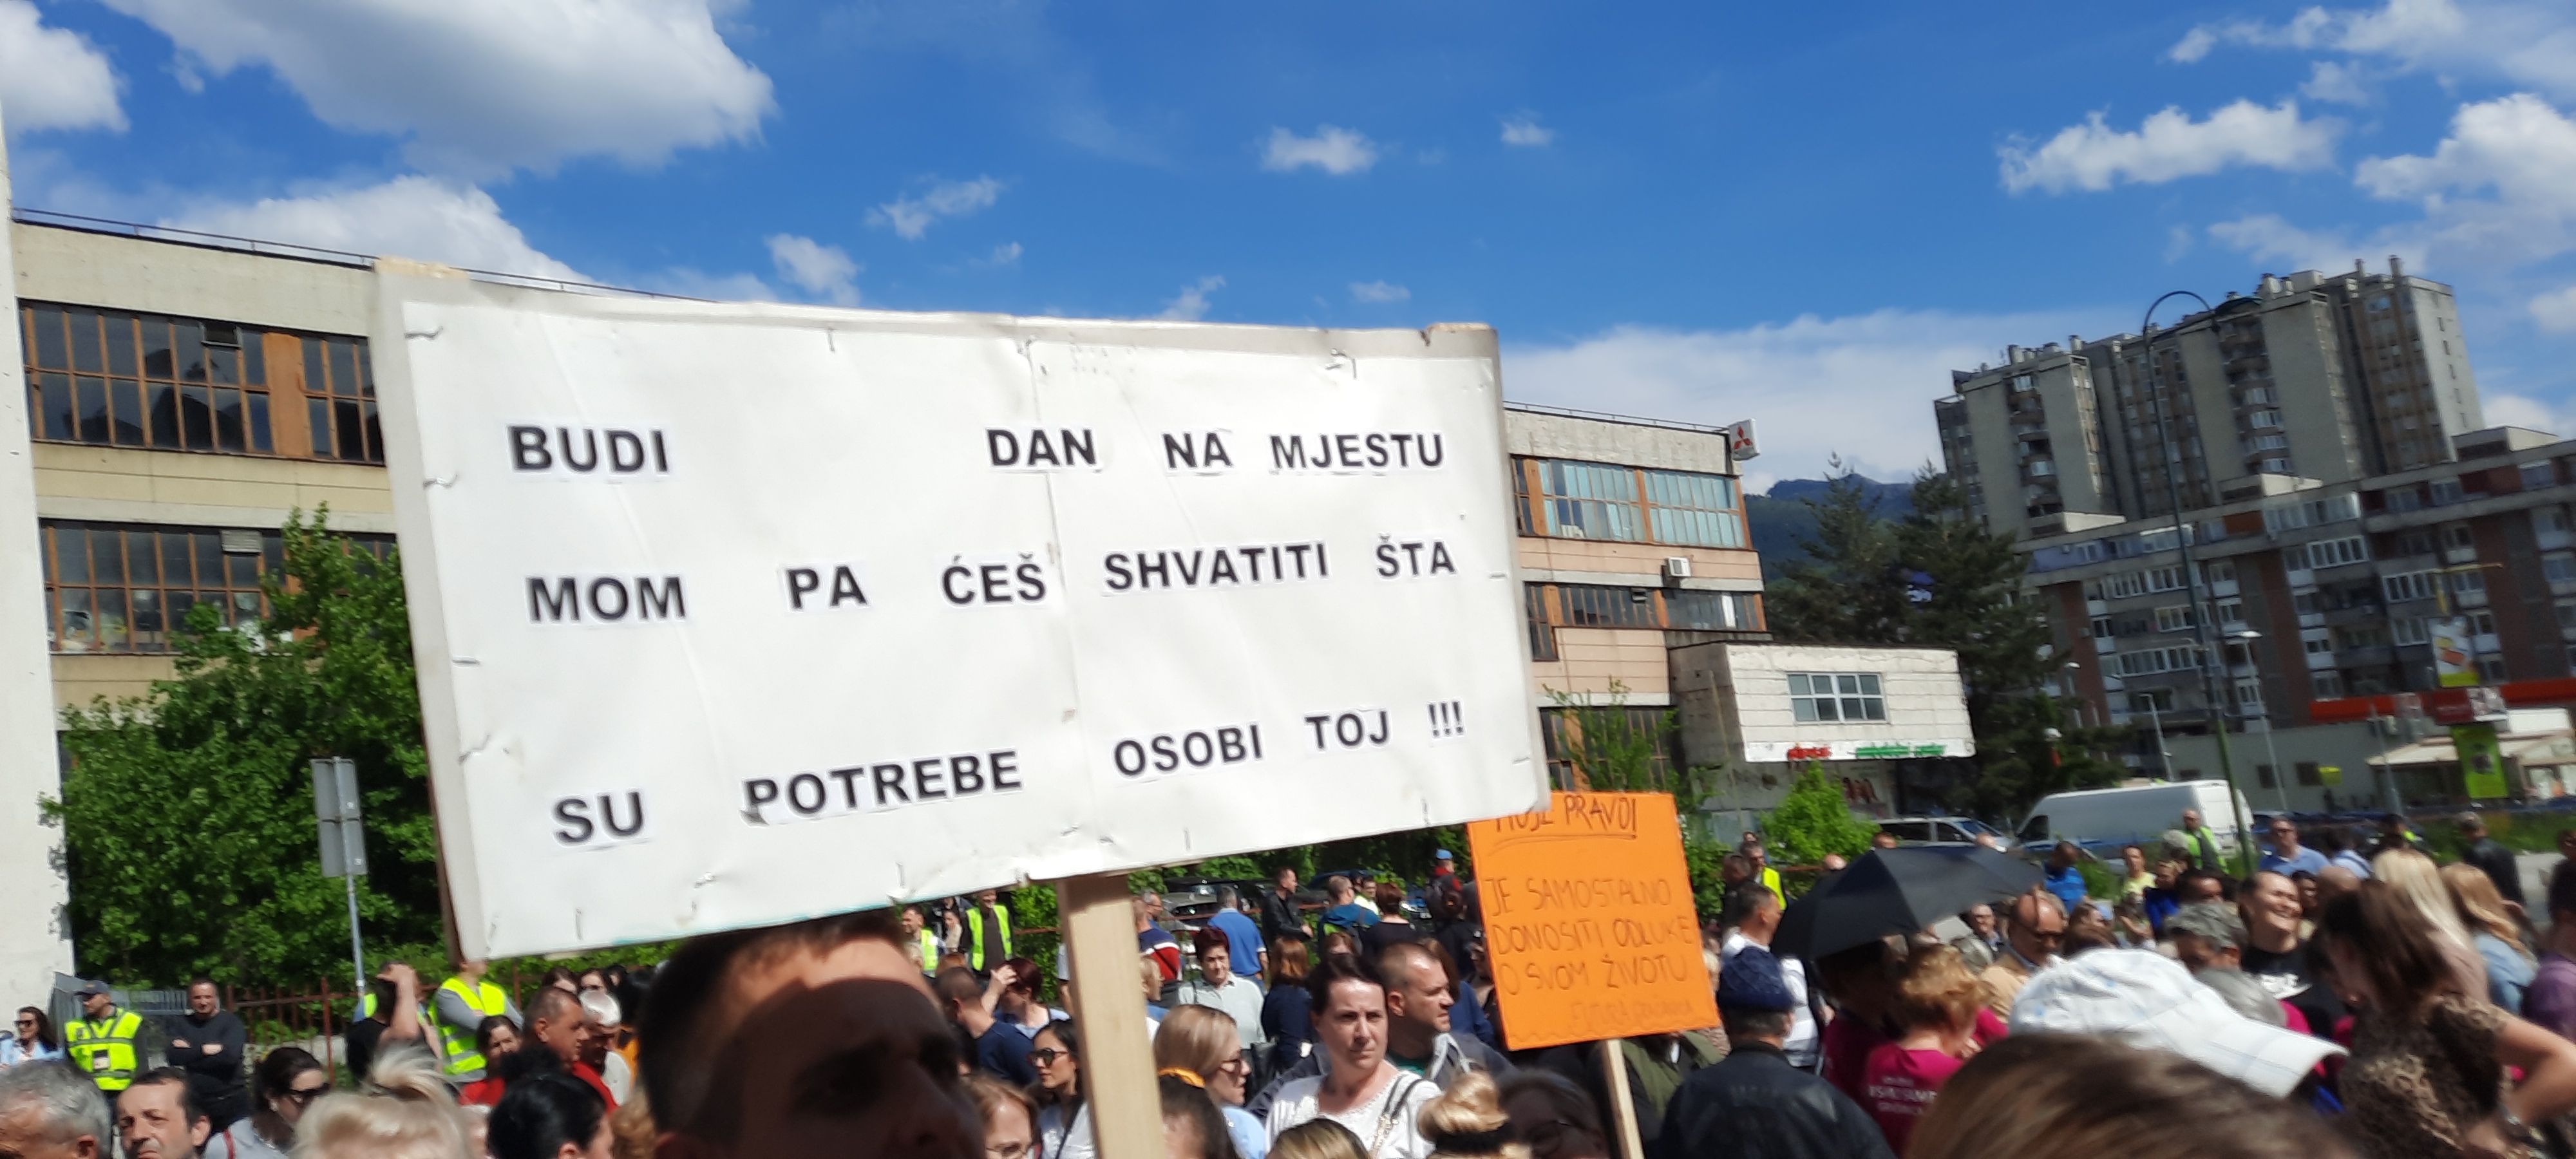 BUDI DAN NA MJESTU
MOM PA ĆEŠ SHVATITI ŠTA
SU POTREBE OSOBI TOJ !!!
MOJE PRAVO!
JE SAMOSTALNO
DONOSITI ODLUKE
O SVOM ŽIVOTU